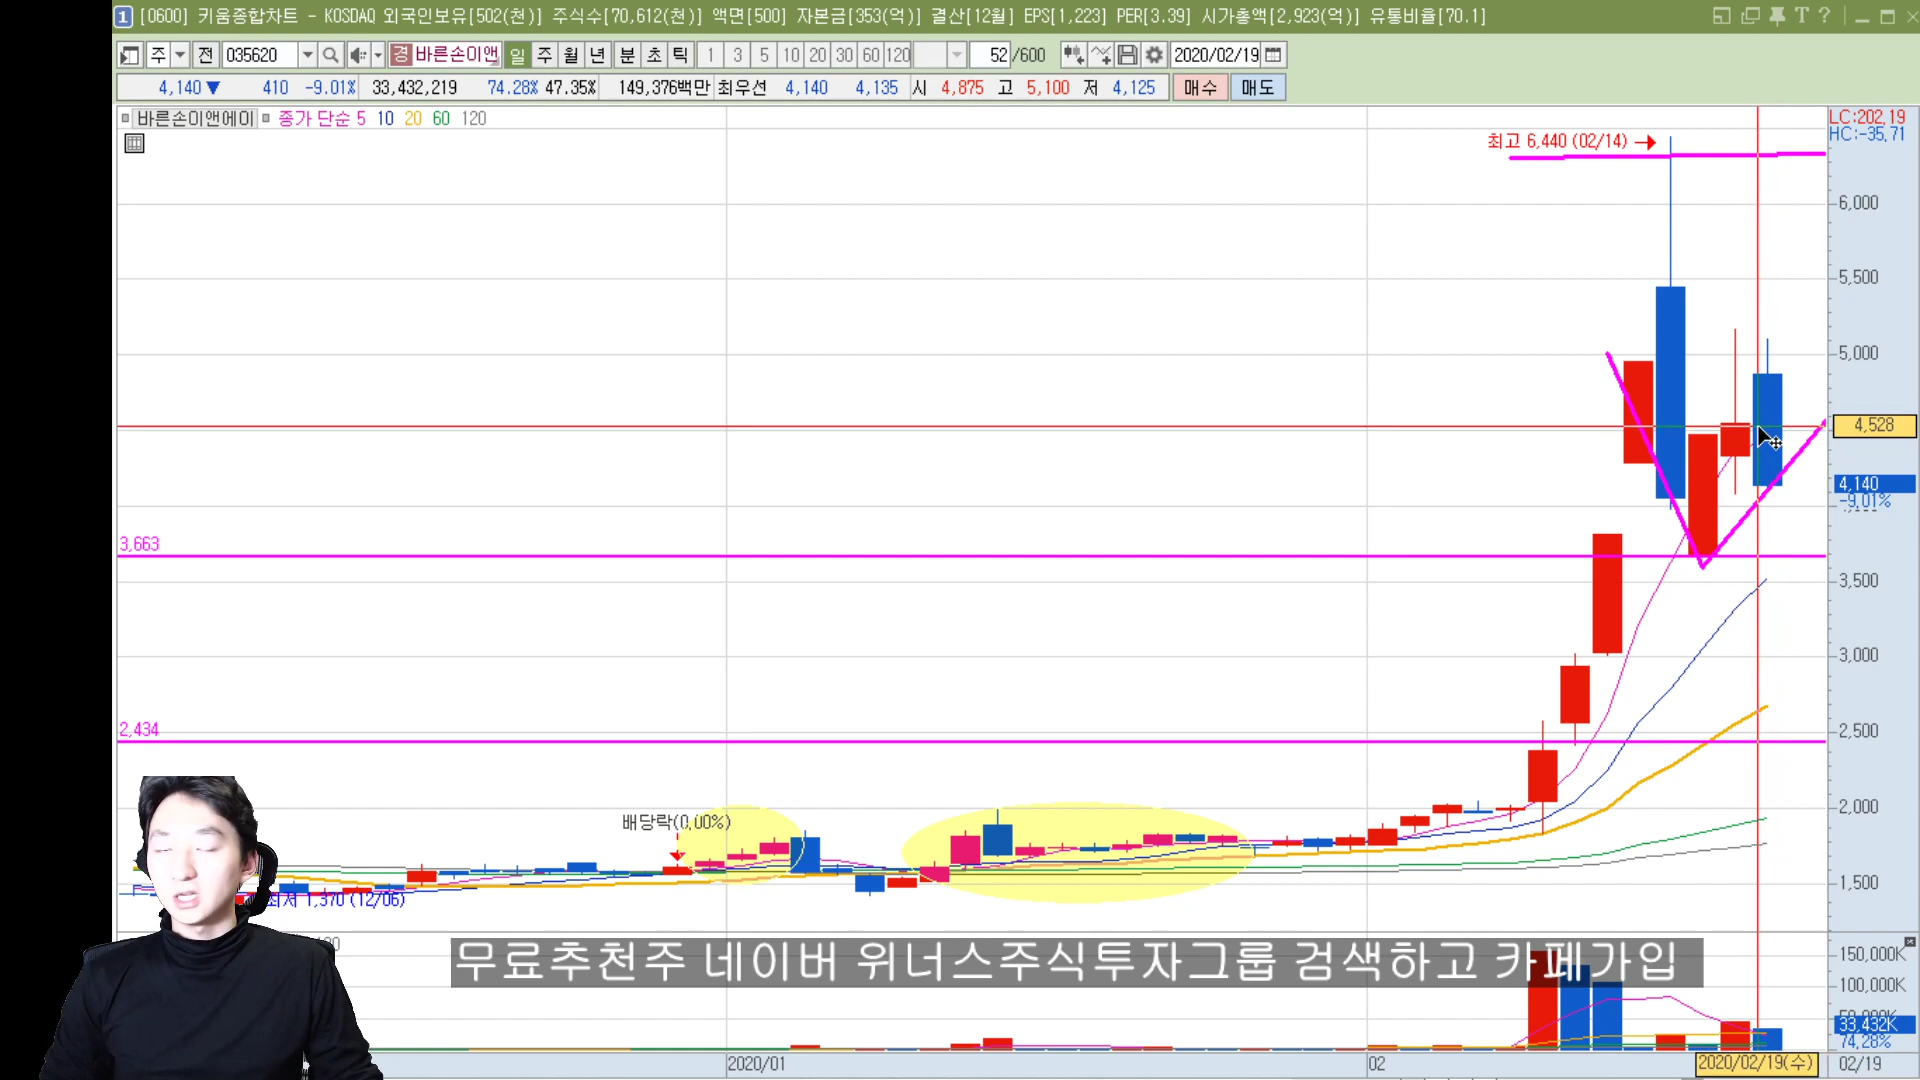 1 [0600] 키움종합차트 - KOSDAQ 외국인보유[502(천)] 주식수[70,612(천)] 액면[500] 자본금[353(억)] 결산[12월] EPS[1,223] PER[3.39] 시가총액[2,923(억)] 유통비율[70.1] T ?
주 전 035620 경 바른손이앤 일 주 월 년 분 초 틱 1 3 5 10 20 30 60 120 52 /600 2020/02/19
4,140 ▼ 410 -9.01% 33,432,219 74.28% 47.35% 149,376백만 최우선 4,140 4,135 시 4,875 고 5,100 저 4,125 매수 매도
바른손이앤에이 종가 단순 5 10 20 60 120
LC:202.19
HC:-35.71
최고 6,440 (02/14)
6,000
5,500
5,000
4,528
4,140
-9.01%
3,663
3,500
3,000
2,434
2,500
2,000
배당락(0,00%)
1,500
최저 1,370 (12/06)
무료추천주 네이버 위너스주식투자그룹 검색하고 카페가입
150,000K
100,000K
33,432K
74.28%
2020/01
02
2020/02/19(수)
02/19